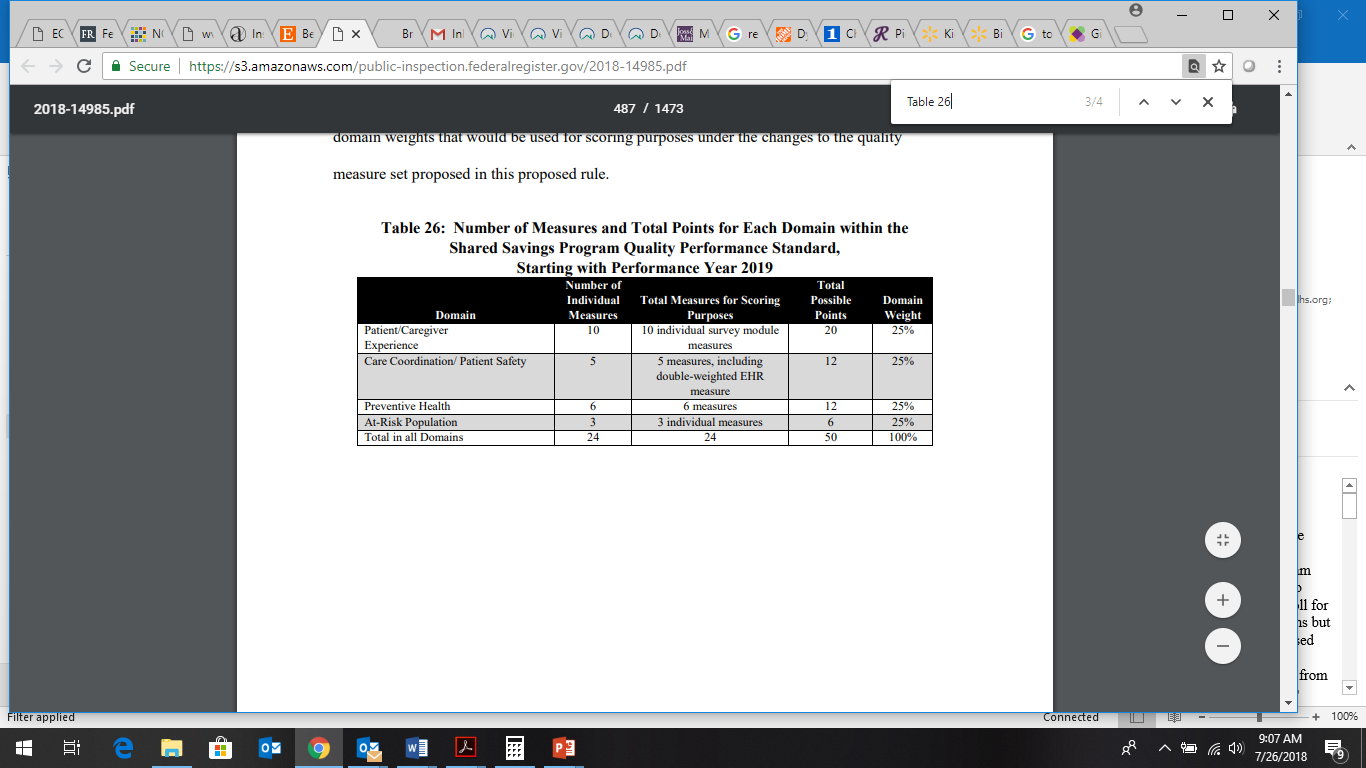 EC
FR Fe
N(
wv
In:
Be
Br
Inl
Vi
Vi
D
D
M
re
D
1 Cl
Pi
Ki
Bi
to
Gi
Secure | https://s3.amazonaws.com/public-inspection.federalregister.gov/2018-14985.pdf
2018-14985.pdf
487 / 1473
Table 26
3/4
domain weights that would be used for scoring purposes under the changes to the quality
measure set proposed in this proposed rule.
Table 26: Number of Measures and Total Points for Each Domain within the
Shared Savings Program Quality Performance Standard,
Starting with Performance Year 2019
Domain | Number of Individual Measures | Total Measures for Scoring Purposes | Total Possible Points | Domain Weight
Patient/Caregiver Experience | 10 | 10 individual survey module measures | 20 | 25%
Care Coordination/ Patient Safety | 5 | 5 measures, including double-weighted EHR measure | 12 | 25%
Preventive Health | 6 | 6 measures | 12 | 25%
At-Risk Population | 3 | 3 individual measures | 6 | 25%
Total in all Domains | 24 | 24 | 50 | 100%
hs.org;
e
am
ll for
ns but
sed
from
Filter applied
Connected
100%
9:07 AM
7/26/2018
9